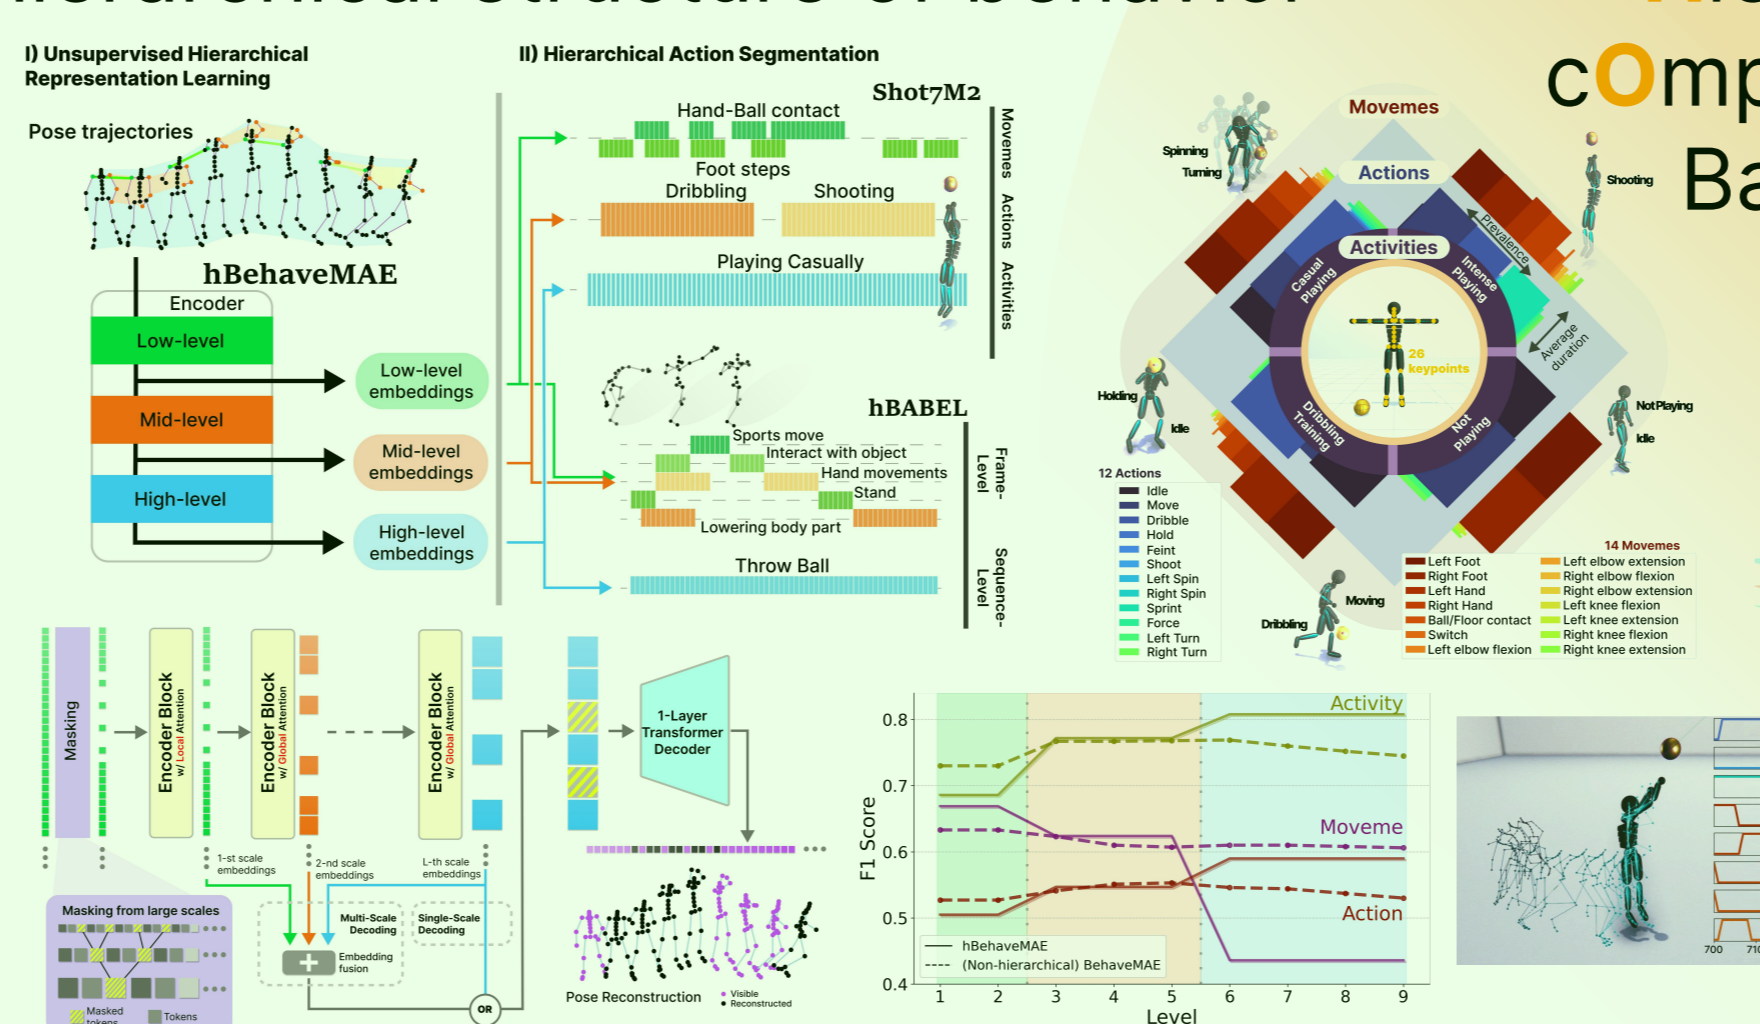 hierarchical structure of behavior
I) Unsupervised Hierarchical
Representation Learning
Pose trajectories
hBehaveMAE
Encoder
Low-level
Mid-level
High-level
Low-level
embeddings
Mid-level
embeddings
High-level
embeddings
II) Hierarchical Action Segmentation
Shot7M2
Hand-Ball contact
Foot steps
Dribbling
Shooting
Playing Casually
Movemes
Actions
Activities
hBABEL
Sports move
Interact with object
Hand movements
Stand
Lowering body part
Throw Ball
Frame-
Level
Sequence-
Level
cOmp
Ba
Movemes
Actions
Activities
Casual
Playing
Intense
Playing
Dribbling
Training
Not
Playing
Prevalence
Average
duration
26
keypoints
Spinning
Turning
Shooting
Holding
Idle
Not Playing
Idle
Moving
Dribbling
12 Actions
Idle
Move
Dribble
Hold
Feint
Shoot
Left Spin
Right Spin
Sprint
Force
Left Turn
Right Turn
14 Movemes
Left Foot
Right Foot
Left Hand
Right Hand
Ball/Floor contact
Switch
Left elbow flexion
Left elbow extension
Right elbow flexion
Right elbow extension
Left knee flexion
Left knee extension
Right knee flexion
Right knee extension
Masking
Encoder Block
w/ Local Attention
Encoder Block
w/ Global Attention
Encoder Block
w/ Global Attention
1-Layer
Transformer
Decoder
1-st scale
embeddings
2-nd scale
embeddings
L-th scale
embeddings
Multi-Scale
Decoding
Single-Scale
Decoding
Embedding
fusion
OR
Masking from large scales
Masked
tokens
Tokens
Pose Reconstruction
Visible
Reconstructed
F1 Score
0.8
0.7
0.6
0.5
0.4
Activity
Moveme
Action
hBehaveMAE
(Non-hierarchical) BehaveMAE
1 2 3 4 5 6 7 8 9
Level
700
710